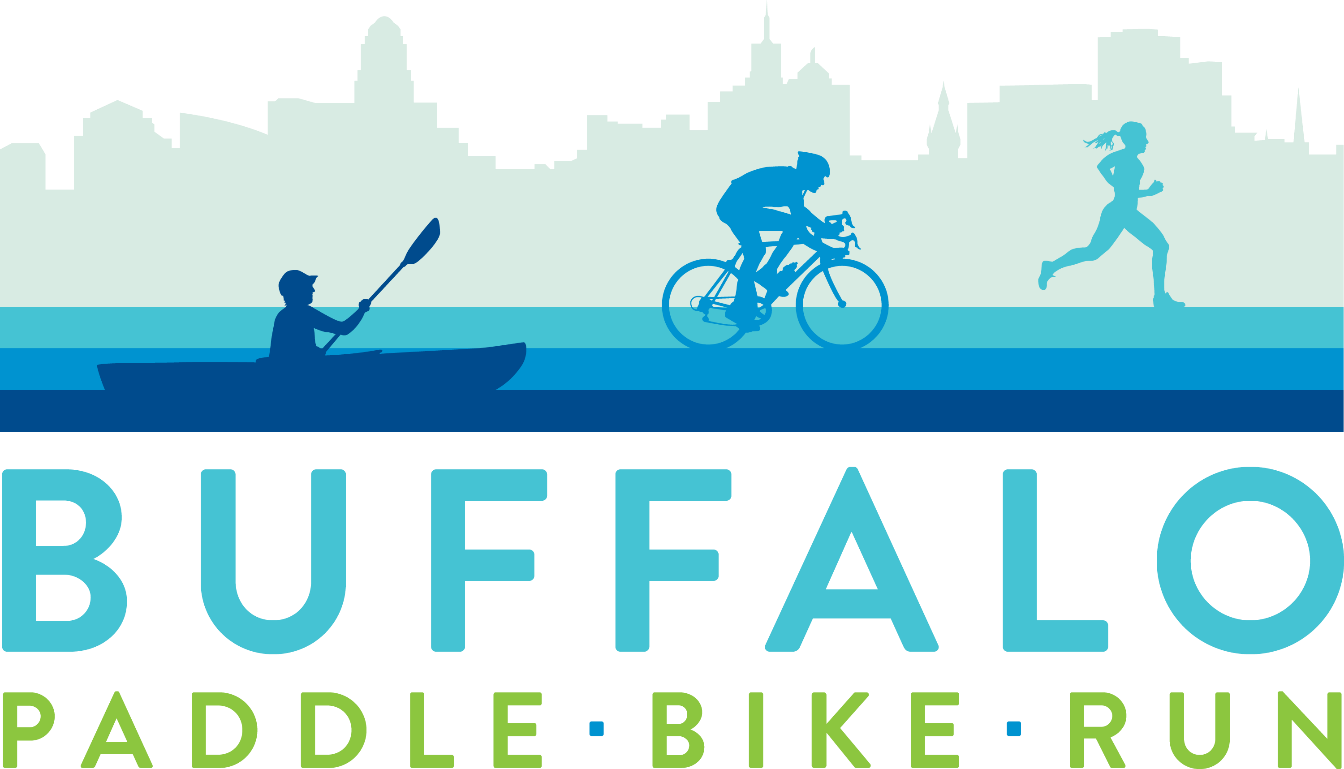 BUFFALO
PADDLE · BIKE · RUN